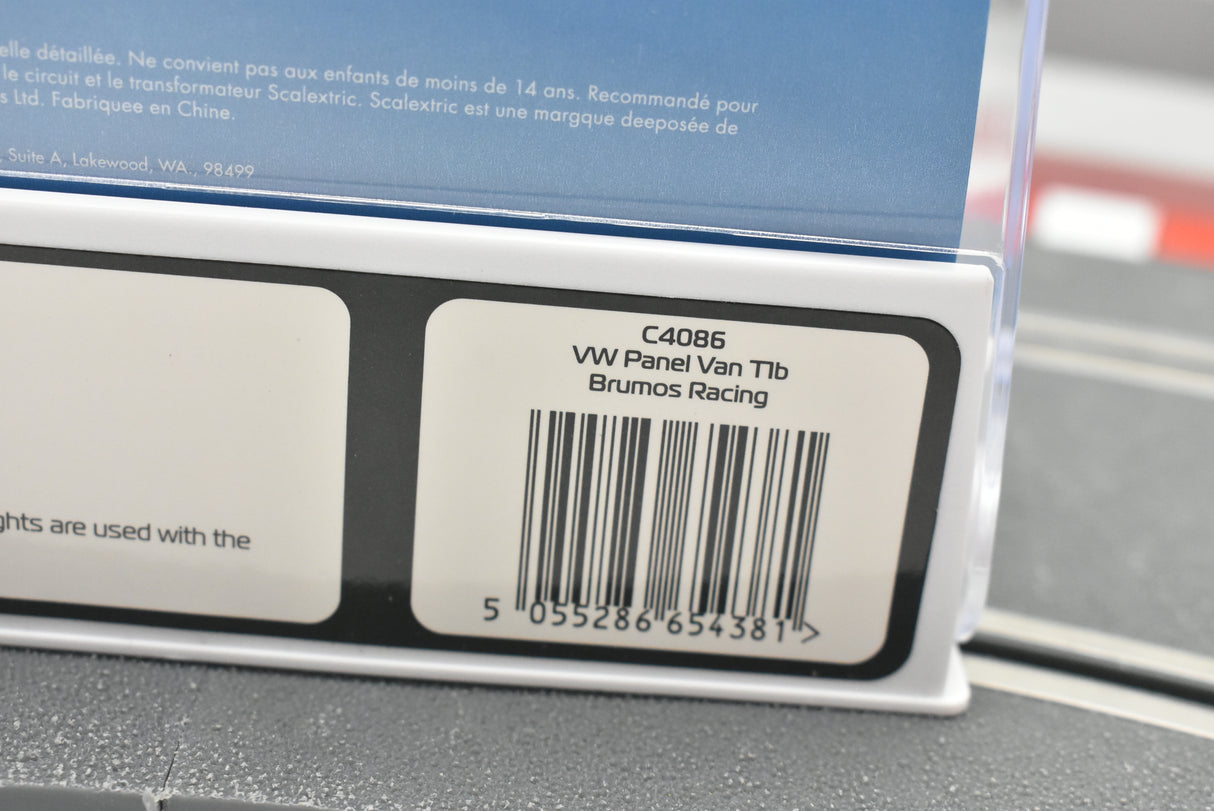 elle détaillée. Ne convient pas aux enfants de moins de 14 ans. Recommandé pour
le circuit et le transformateur Scalextric. Scalextric est une margque deeposée de
s Ltd. Fabriquee en Chine.
. Suite A, Lakewood, WA., 98499
ghts are used with the
C4086
VW Panel Van T1b
Brumos Racing
5 055286 654381 >